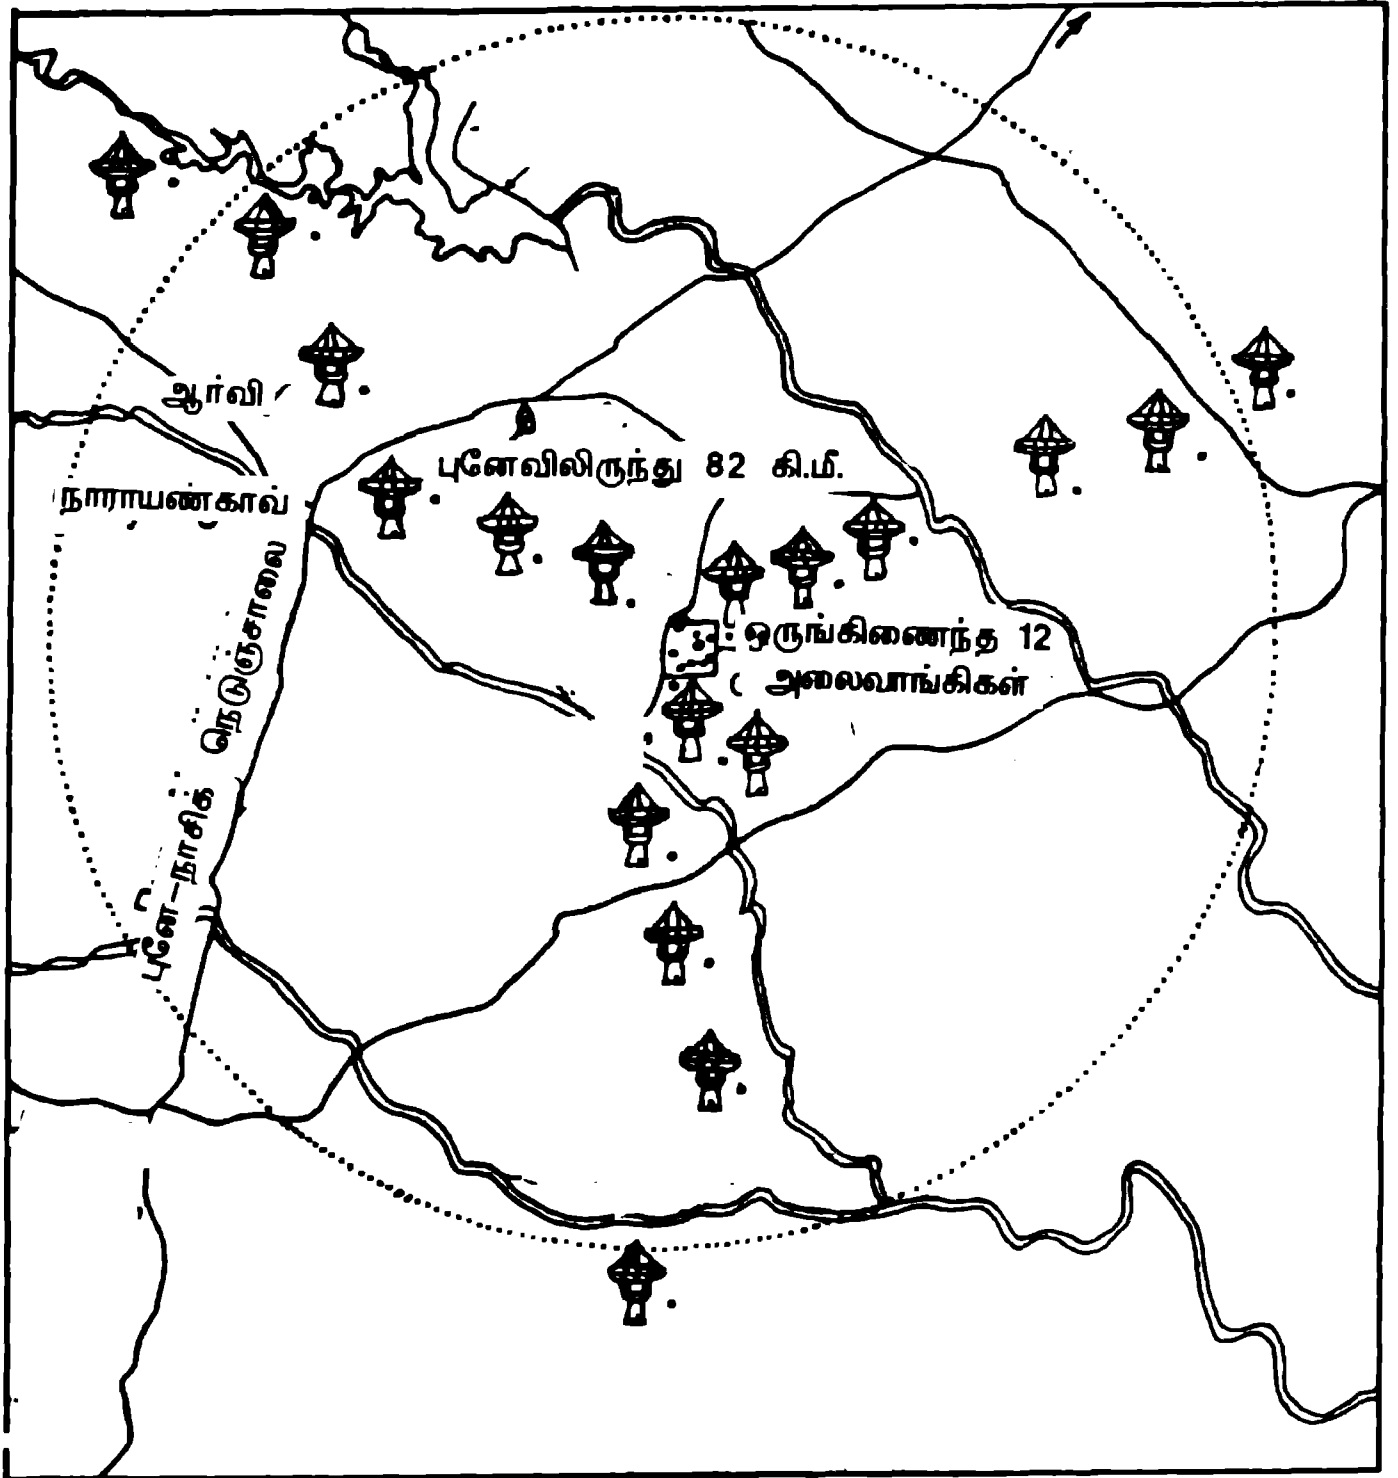 ஆர்வி
புனேவிலிருந்து 82 கி.மீ.
நாராயண்காவ்
புனே–நாசிக் நெடுஞ்சாலை
ஒருங்கிணைந்த 12
அலைவாங்கிகள்